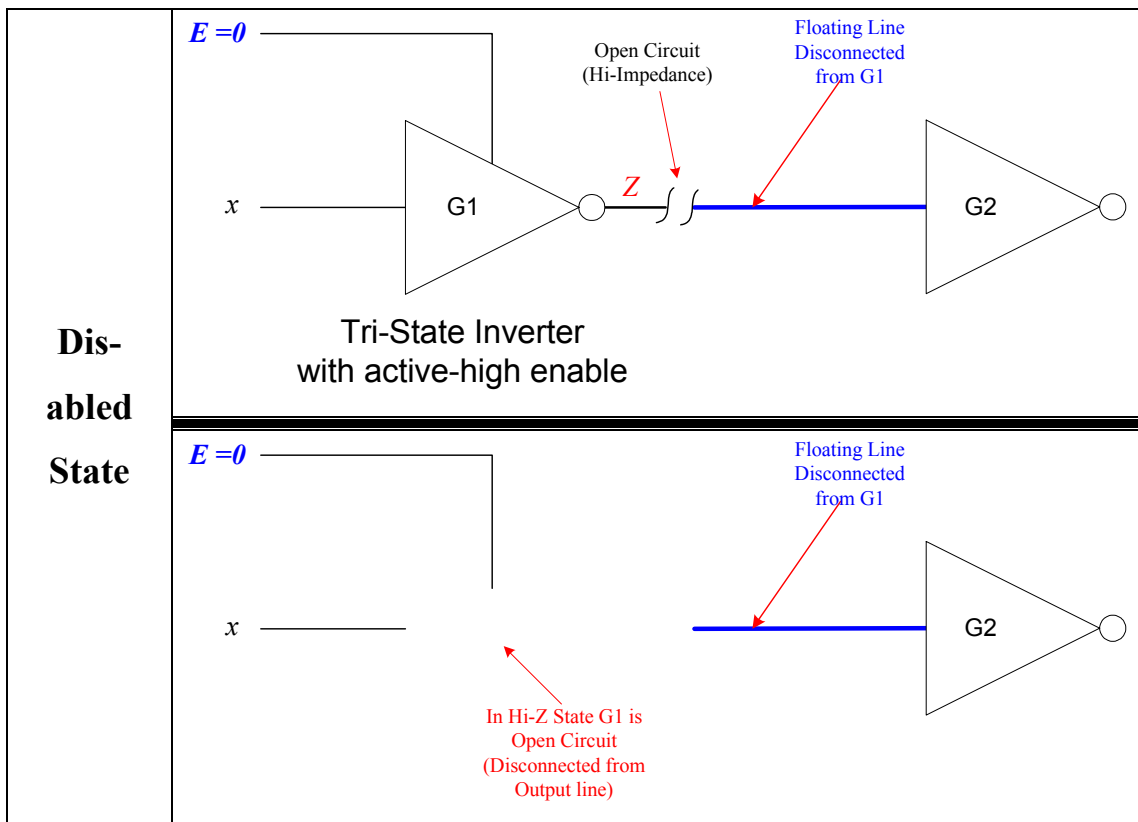 Dis-
abled
State
E =0
Open Circuit
(Hi-Impedance)
Floating Line
Disconnected
from G1
x
G1
Z
G2
Tri-State Inverter
with active-high enable
E =0
Floating Line
Disconnected
from G1
x
G2
In Hi-Z State G1 is
Open Circuit
(Disconnected from
Output line)